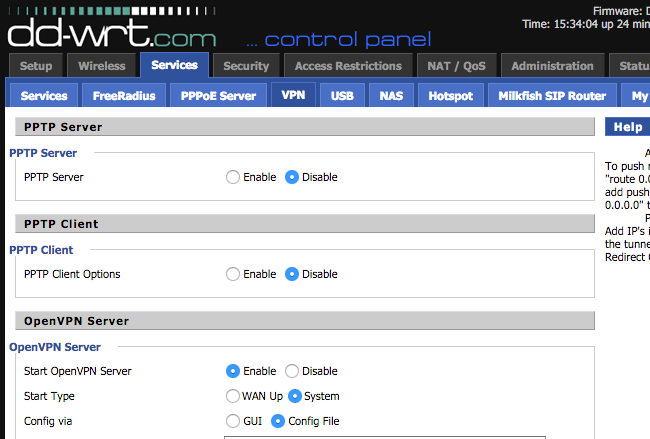 Firmware: D
Time: 15:34:04 up 24 min
dd-wrt.com ... control panel
Setup Wireless Services Security Access Restrictions NAT / QoS Administration Statu
Services FreeRadius PPPoE Server VPN USB NAS Hotspot Milkfish SIP Router My
PPTP Server
Help
PPTP Server
PPTP Server Enable Disable
To push
"route 0.0
add push
0.0.0.0" t
PPTP Client
Add IP's i
the tunne
Redirect
PPTP Client
PPTP Client Options Enable Disable
OpenVPN Server
OpenVPN Server
Start OpenVPN Server Enable Disable
Start Type WAN Up System
Config via GUI Config File